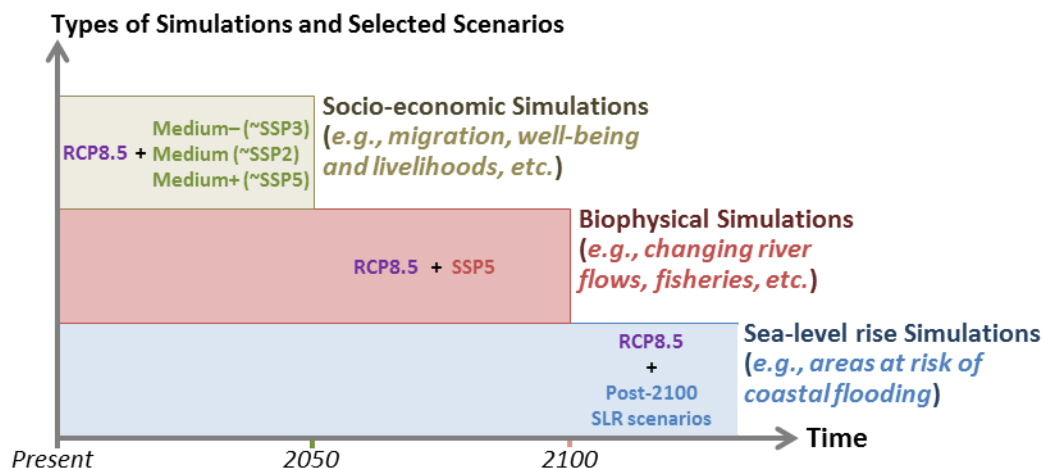 Types of Simulations and Selected Scenarios
Socio-economic Simulations
(e.g., migration, well-being
and livelihoods, etc.)
RCP8.5 + Medium– (~SSP3)
Medium (~SSP2)
Medium+ (~SSP5)
Biophysical Simulations
(e.g., changing river
flows, fisheries, etc.)
RCP8.5 + SSP5
Sea-level rise Simulations
(e.g., areas at risk of
coastal flooding)
RCP8.5
+
Post-2100
SLR scenarios
Time
Present
2050
2100